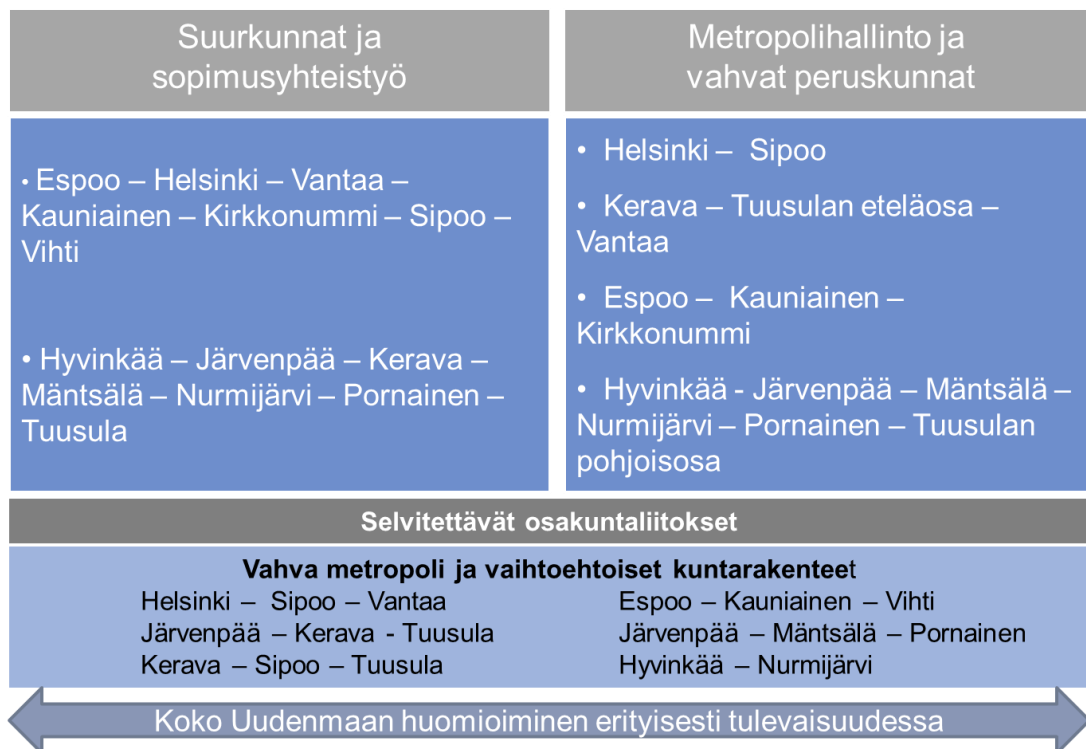 Suurkunnat ja
sopimusyhteistyö
• Espoo – Helsinki – Vantaa –
Kauniainen – Kirkkonummi – Sipoo –
Vihti
• Hyvinkää – Järvenpää – Kerava –
Mäntsälä – Nurmijärvi – Pornainen –
Tuusula
Metropolihallinto ja
vahvat peruskunnat
• Helsinki – Sipoo
• Kerava – Tuusulan eteläosa –
Vantaa
• Espoo – Kauniainen –
Kirkkonummi
• Hyvinkää - Järvenpää – Mäntsälä –
Nurmijärvi – Pornainen – Tuusulan
pohjoisosa
Selvitettävät osakuntaliitokset
Vahva metropoli ja vaihtoehtoiset kuntarakenteet
Helsinki – Sipoo – Vantaa
Järvenpää – Kerava - Tuusula
Kerava – Sipoo – Tuusula
Espoo – Kauniainen – Vihti
Järvenpää – Mäntsälä – Pornainen
Hyvinkää – Nurmijärvi
Koko Uudenmaan huomioiminen erityisesti tulevaisuudessa